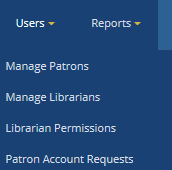 Users Reports
Manage Patrons
Manage Librarians
Librarian Permissions
Patron Account Requests